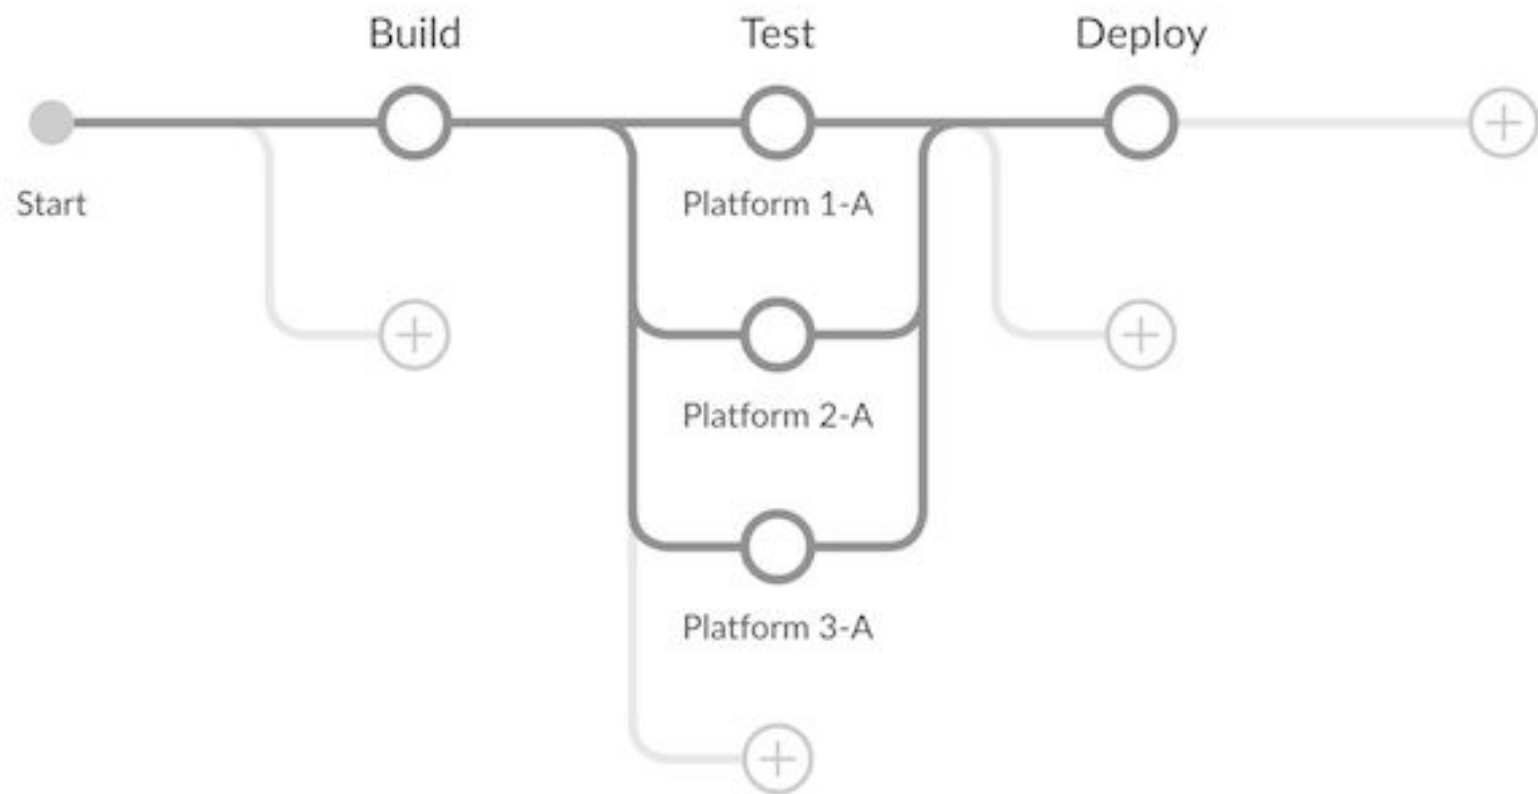 Build
Test
Deploy
Start
Platform 1-A
Platform 2-A
Platform 3-A